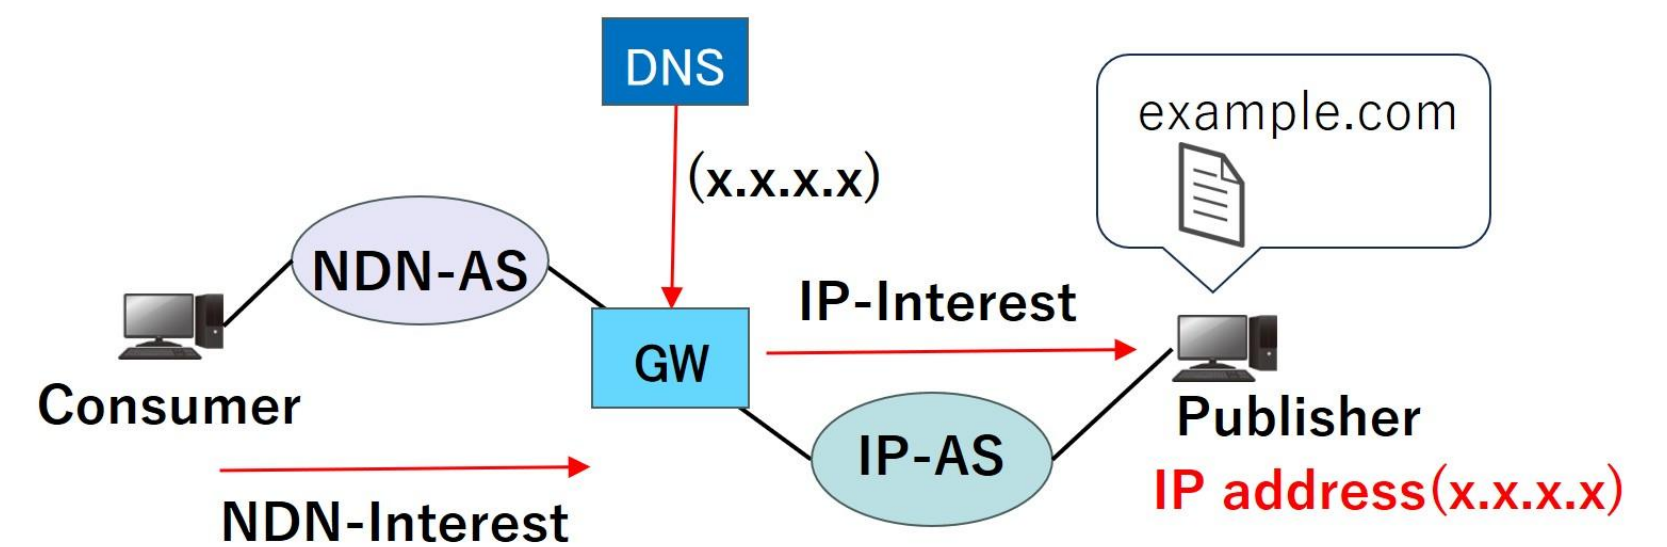 DNS
(x.x.x.x)
example.com
NDN-AS
IP-Interest
GW
Consumer
Publisher
IP-AS
IP address(x.x.x.x)
NDN-Interest